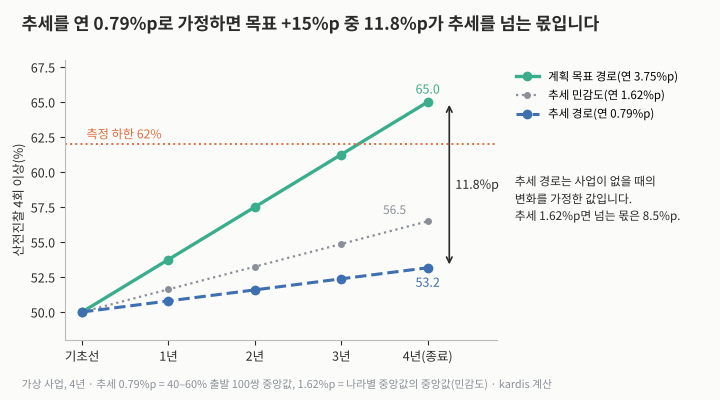 추세를 연 0.79%p로 가정하면 목표 +15%p 중 11.8%p가 추세를 넘는 몫입니다
67.5
65.0
62.5
60.0
57.5
55.0
52.5
50.0
산전진찰 4회 이상(%)
측정 하한 62%
65.0
56.5
53.2
11.8%p
기초선
1년
2년
3년
4년(종료)
계획 목표 경로(연 3.75%p)
추세 민감도(연 1.62%p)
추세 경로(연 0.79%p)
추세 경로는 사업이 없을 때의
변화를 가정한 값입니다.
추세 1.62%p면 넘는 몫은 8.5%p.
가상 사업, 4년 · 추세 0.79%p = 40–60% 출발 100쌍 중앙값, 1.62%p = 나라별 중앙값의 중앙값(민감도) · kardis 계산